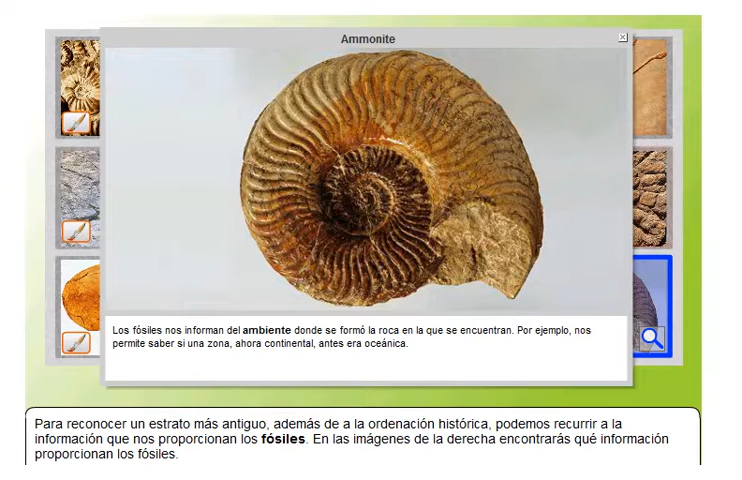 Ammonite
Los fósiles nos informan del ambiente donde se formó la roca en la que se encuentran. Por ejemplo, nos
permite saber si una zona, ahora continental, antes era oceánica.
Para reconocer un estrato más antiguo, además de a la ordenación histórica, podemos recurrir a la
información que nos proporcionan los fósiles. En las imágenes de la derecha encontrarás qué información
proporcionan los fósiles.